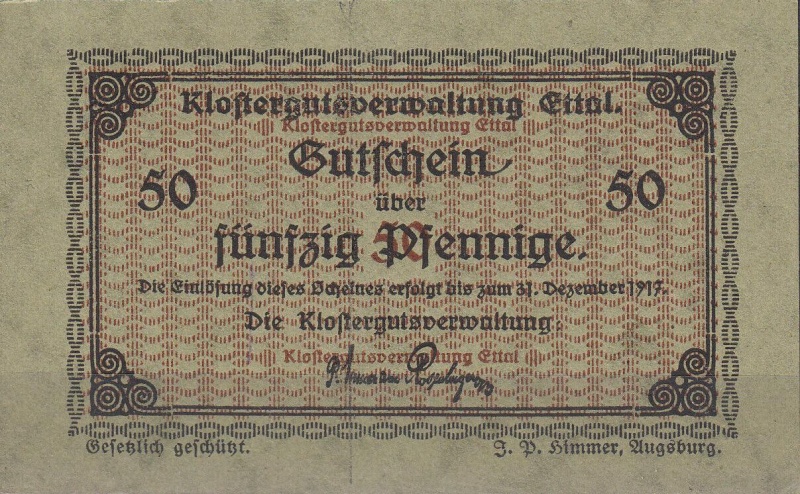 Klostergutsverwaltung Ettal.
Klostergutsverwaltung Ettal
Gutschein
50
50
über
fünfzig Pfennige.
50
Die Einlösung dieses Scheines erfolgt bis zum 31. Dezember 1917.
Die Klostergutsverwaltung:
Klostergutsverwaltung Ettal
Gesetzlich geschützt.
J. P. Himmer, Augsburg.